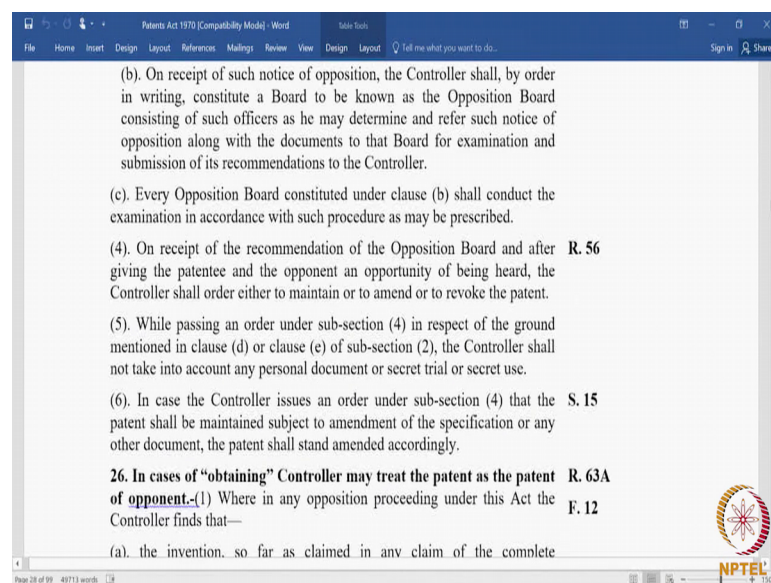 Patents Act 1970 [Compatibility Mode] - Word
Table Tools
File Home Insert Design Layout References Mailings Review View Design Layout Tell me what you want to do... Sign in Share
(b). On receipt of such notice of opposition, the Controller shall, by order
in writing, constitute a Board to be known as the Opposition Board
consisting of such officers as he may determine and refer such notice of
opposition along with the documents to that Board for examination and
submission of its recommendations to the Controller.
(c). Every Opposition Board constituted under clause (b) shall conduct the
examination in accordance with such procedure as may be prescribed.
(4). On receipt of the recommendation of the Opposition Board and after R. 56
giving the patentee and the opponent an opportunity of being heard, the
Controller shall order either to maintain or to amend or to revoke the patent.
(5). While passing an order under sub-section (4) in respect of the ground
mentioned in clause (d) or clause (e) of sub-section (2), the Controller shall
not take into account any personal document or secret trial or secret use.
(6). In case the Controller issues an order under sub-section (4) that the S. 15
patent shall be maintained subject to amendment of the specification or any
other document, the patent shall stand amended accordingly.
26. In cases of “obtaining” Controller may treat the patent as the patent R. 63A
of opponent.-(1) Where in any opposition proceeding under this Act the
F. 12
Controller finds that—
(a). the invention, so far as claimed in any claim of the complete
NPTEL
Page 28 of 99 49713 words